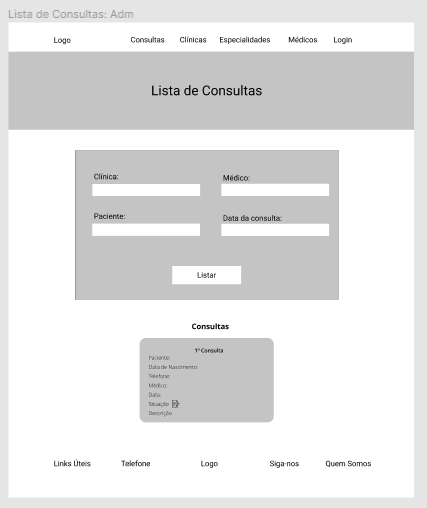 Lista de Consultas: Adm
Logo Consultas Clínicas Especialidades Médicos Login
Lista de Consultas
Clínica: Médico:
Paciente: Data da consulta:
Listar
Consultas
1ª Consulta
Paciente:
Data de Nascimento:
Telefone:
Médico:
Data:
Situação
Descrição
Links Úteis Telefone Logo Siga-nos Quem Somos